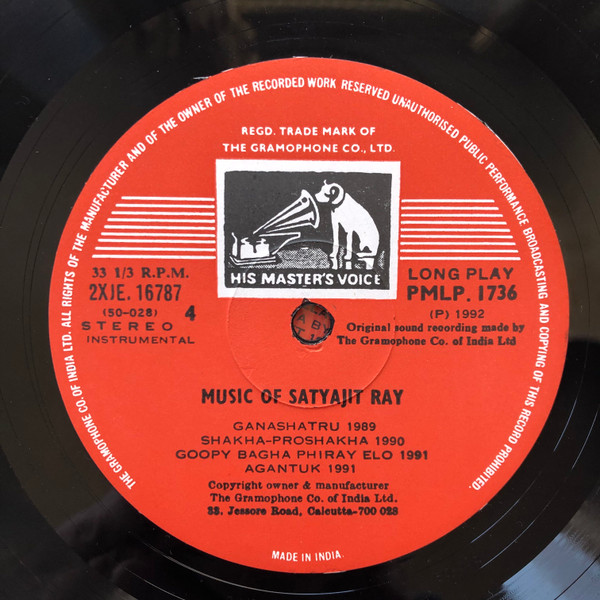 THE GRAMOPHONE CO. OF INDIA LTD. ALL RIGHTS OF THE MANUFACTURER AND OF THE OWNER OF THE RECORDED WORK RESERVED UNAUTHORISED PUBLIC PERFORMANCE BROADCASTING AND COPYING OF THIS RECORD PROHIBITED.
REGD. TRADE MARK OF
THE GRAMOPHONE CO., LTD.
HIS MASTER'S VOICE
33 1/3 R.P.M.
2XJE. 16787
(50-028) 4
STEREO
INSTRUMENTAL
LONG PLAY
PMLP. 1736
(P) 1992
Original sound recording made by
The Gramophone Co. of India Ltd
MUSIC OF SATYAJIT RAY
GANASHATRU 1989
SHAKHA-PROSHAKHA 1990
GOOPY BAGHA PHIRAY ELO 1991
AGANTUK 1991
Copyright owner & manufacturer
The Gramophone Co. of India Ltd.
33, Jessore Road, Calcutta-700 028
MADE IN INDIA.